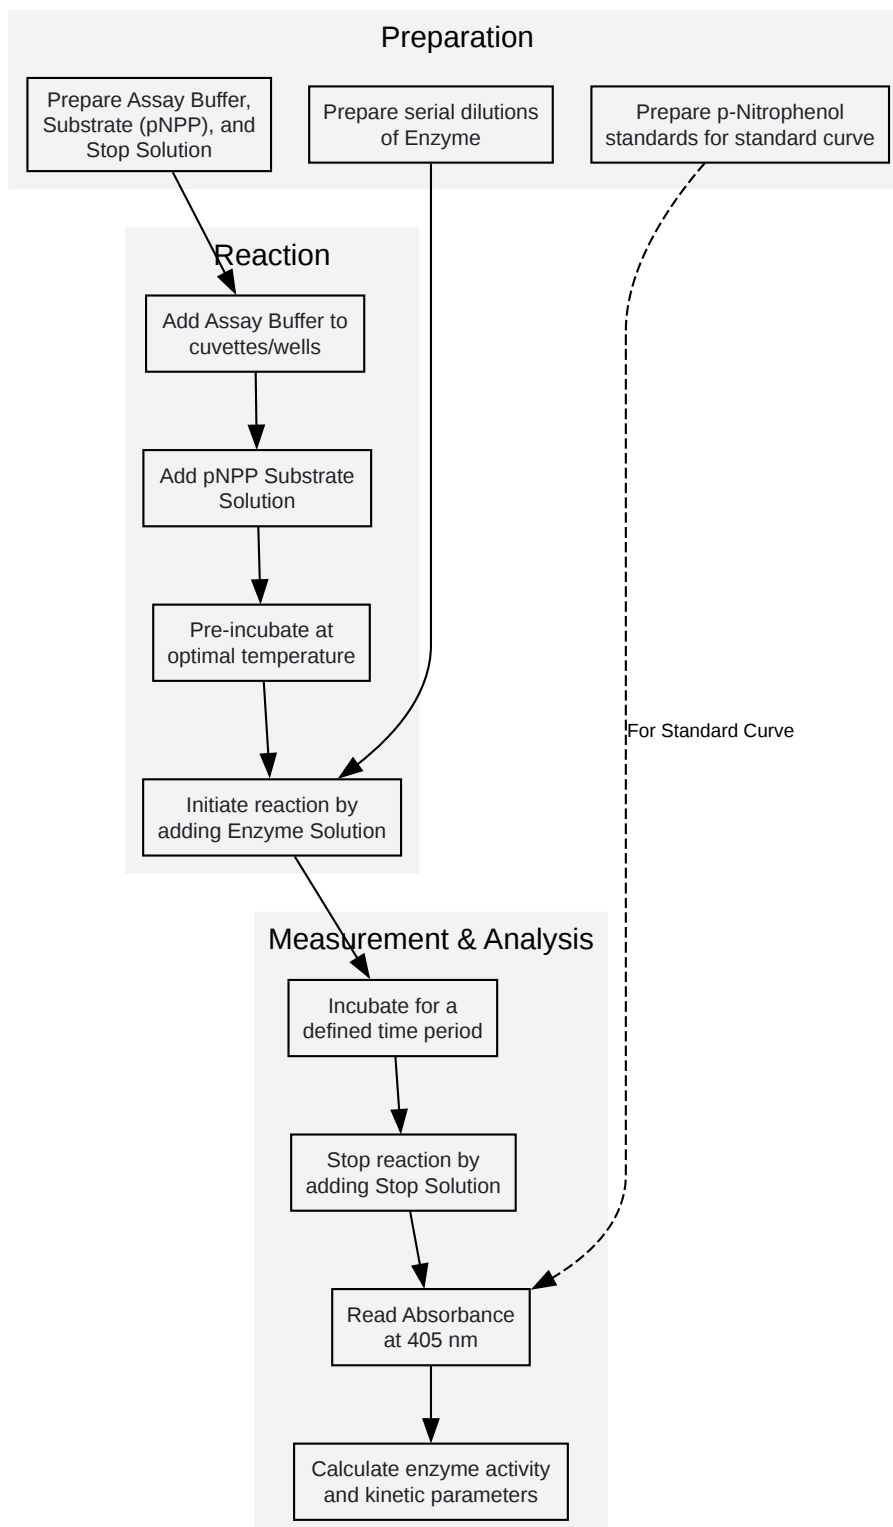 Preparation
Prepare Assay Buffer,
Substrate (pNPP), and
Stop Solution
Prepare serial dilutions
of Enzyme
Prepare p-Nitrophenol
standards for standard curve
Reaction
Add Assay Buffer to
cuvettes/wells
Add pNPP Substrate
Solution
Pre-incubate at
optimal temperature
For Standard Curve
Initiate reaction by
adding Enzyme Solution
Measurement & Analysis
Incubate for a
defined time period
Stop reaction by
adding Stop Solution
Read Absorbance
at 405 nm
Calculate enzyme activity
and kinetic parameters